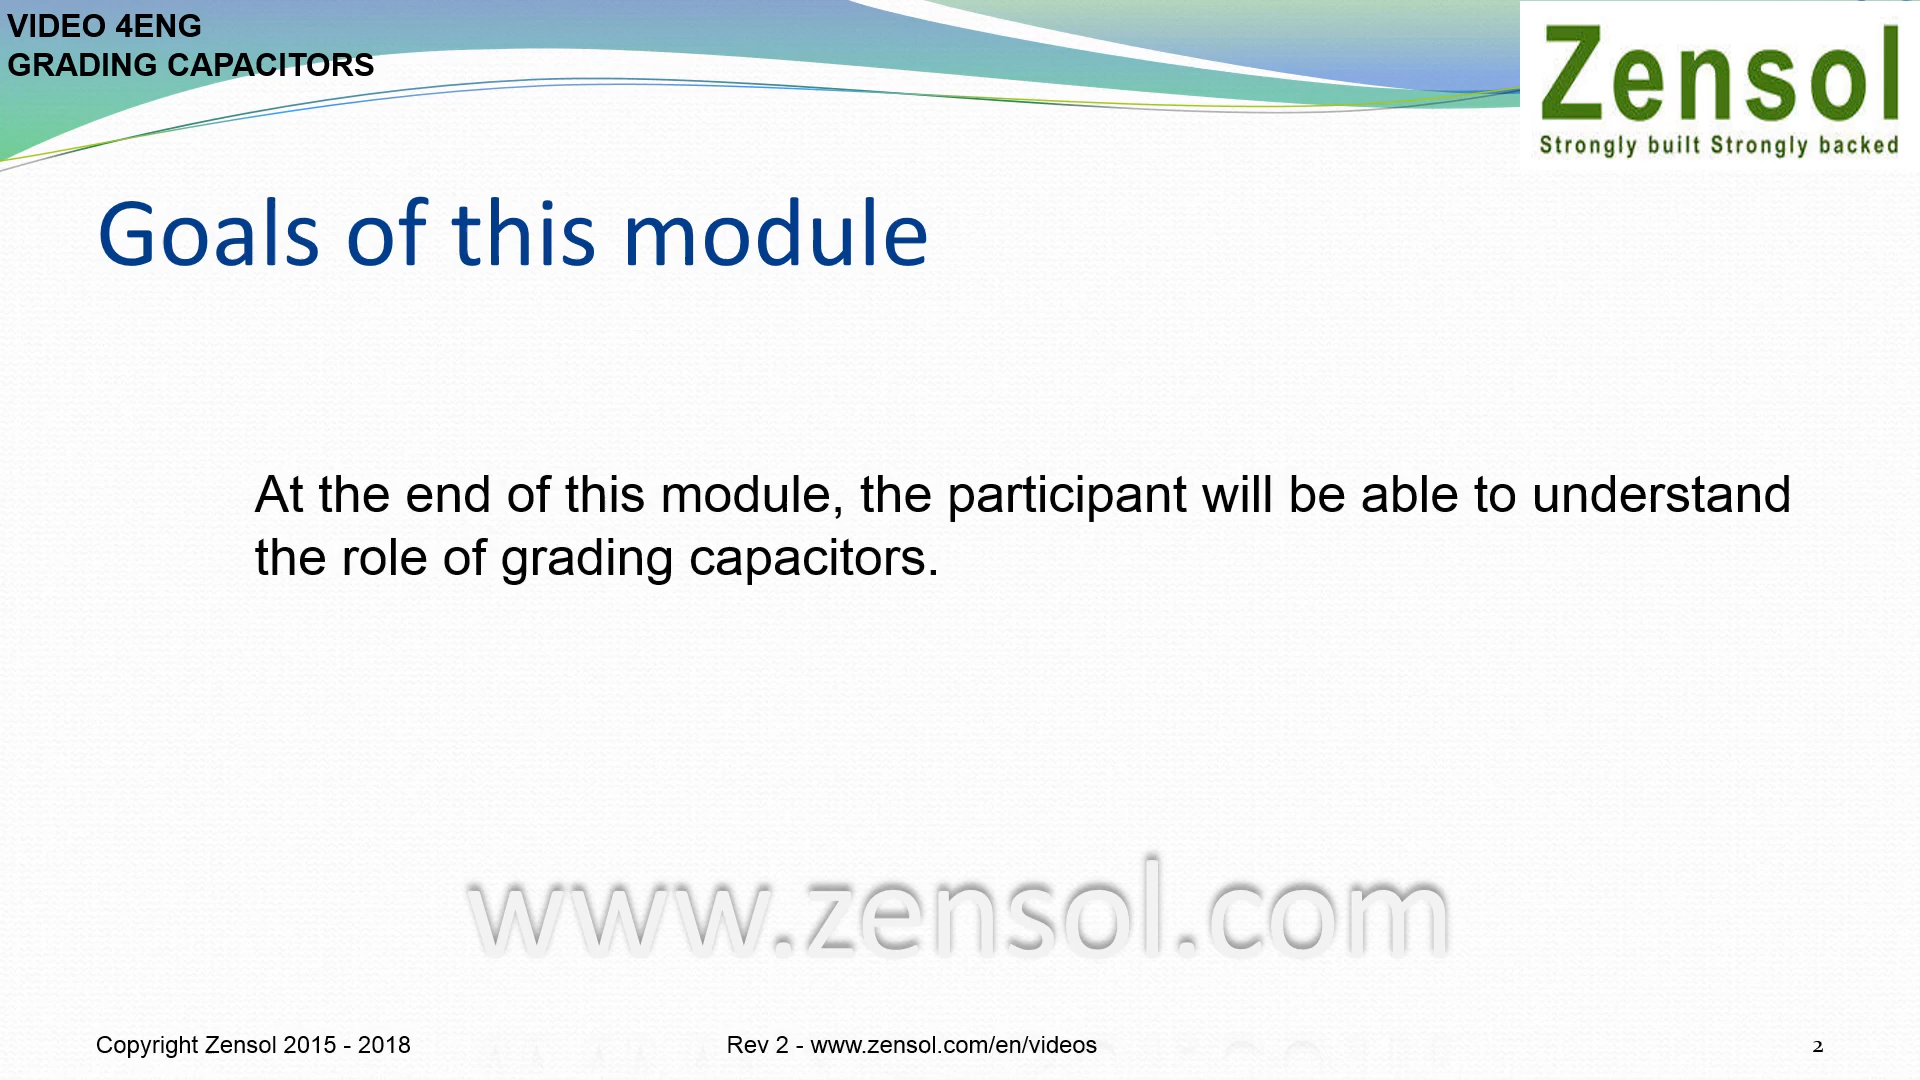 VIDEO 4ENG
GRADING CAPACITORS
Zensol
Strongly built Strongly backed
Goals of this module
At the end of this module, the participant will be able to understand
the role of grading capacitors.
www.zensol.com
Copyright Zensol 2015 - 2018
Rev 2 - www.zensol.com/en/videos
2